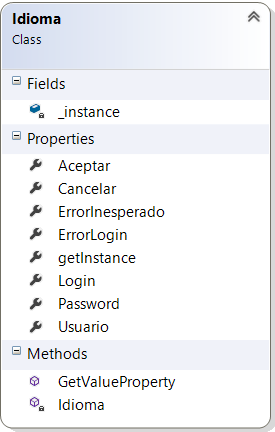 Idioma
Class
Fields
_instance
Properties
Aceptar
Cancelar
ErrorInesperado
ErrorLogin
getInstance
Login
Password
Usuario
Methods
GetValueProperty
Idioma